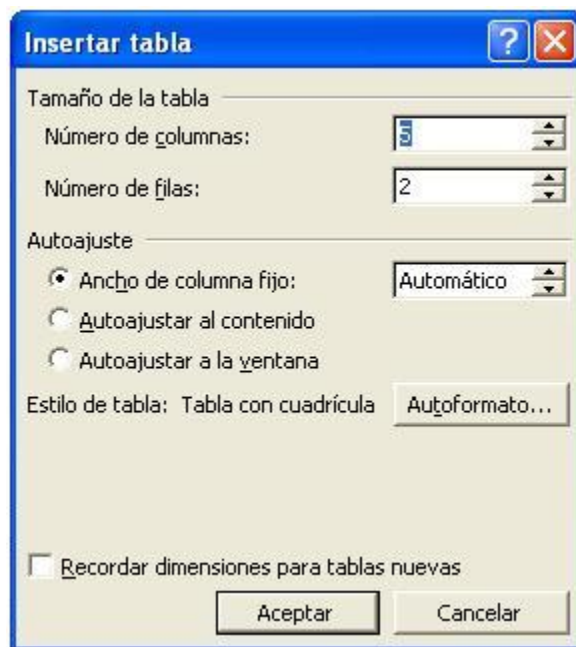 Insertar tabla
Tamaño de la tabla
Número de columnas: 5
Número de filas: 2
Autoajuste
Ancho de columna fijo: Automático
Autoajustar al contenido
Autoajustar a la ventana
Estilo de tabla: Tabla con cuadrícula Autoformato...
Recordar dimensiones para tablas nuevas
Aceptar Cancelar